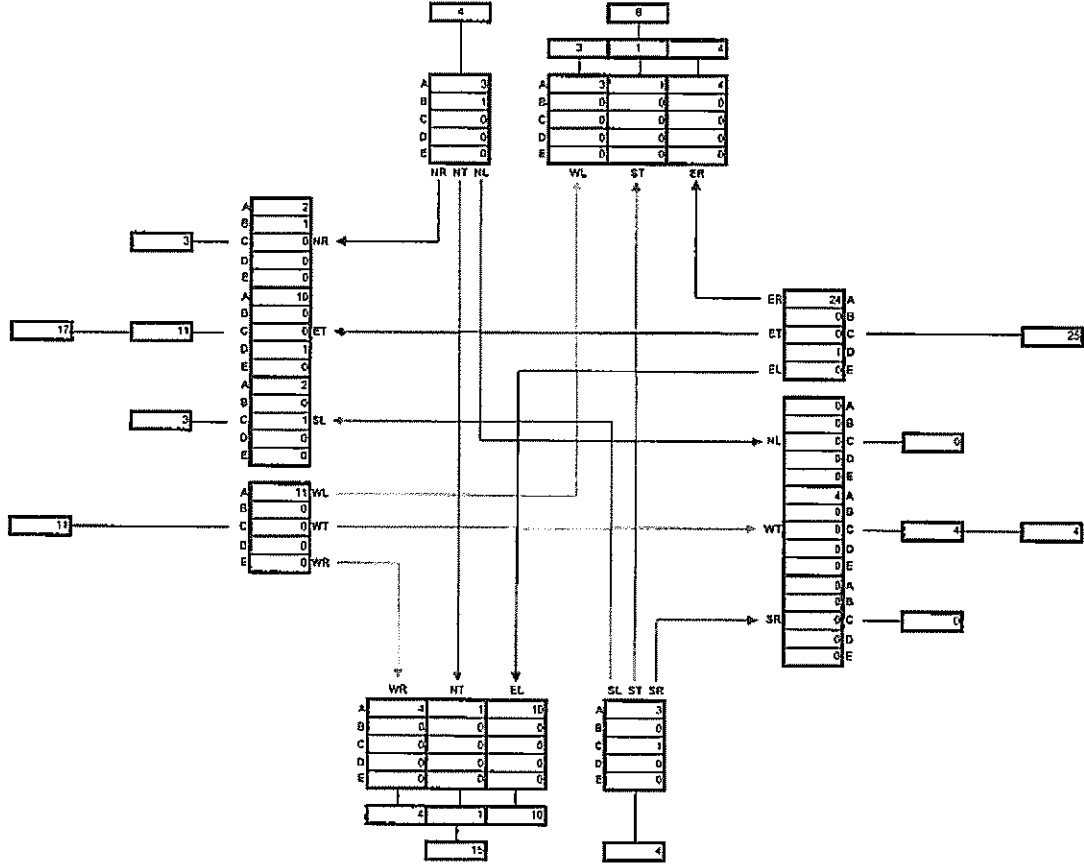 4 8
3 1 4
A 3 A 3 1 4
B 1 B 0 0 0
C 0 C 0 0 0
D 0 D 0 0 0
E 0 E 0 0 0
NR NT NL WL ST ER
A 2
B 1
3 C 0 NR
D 0
E 0
A 10 ER 24 A
B 0 0 B
17 11 C 0 ET ET 0 C 25
D 1 1 D
E 0 EL 0 E
A 2
B 0 0 A
3 C 1 SL 0 B
D 0 NL 0 C 0
E 0 0 D
0 E
A 11 WL 4 A
B 0 0 B
11 C 0 WT WT 0 C 4 4
D 0 0 D
E 0 WR 0 E
0 A
0 B
SR 0 C 0
0 D
0 E
WR NT EL SL ST SR
A 4 1 10 A 3
B 0 0 0 B 0
C 0 0 0 C 1
D 0 0 0 D 0
E 0 0 0 E 0
4 1 10
15 4